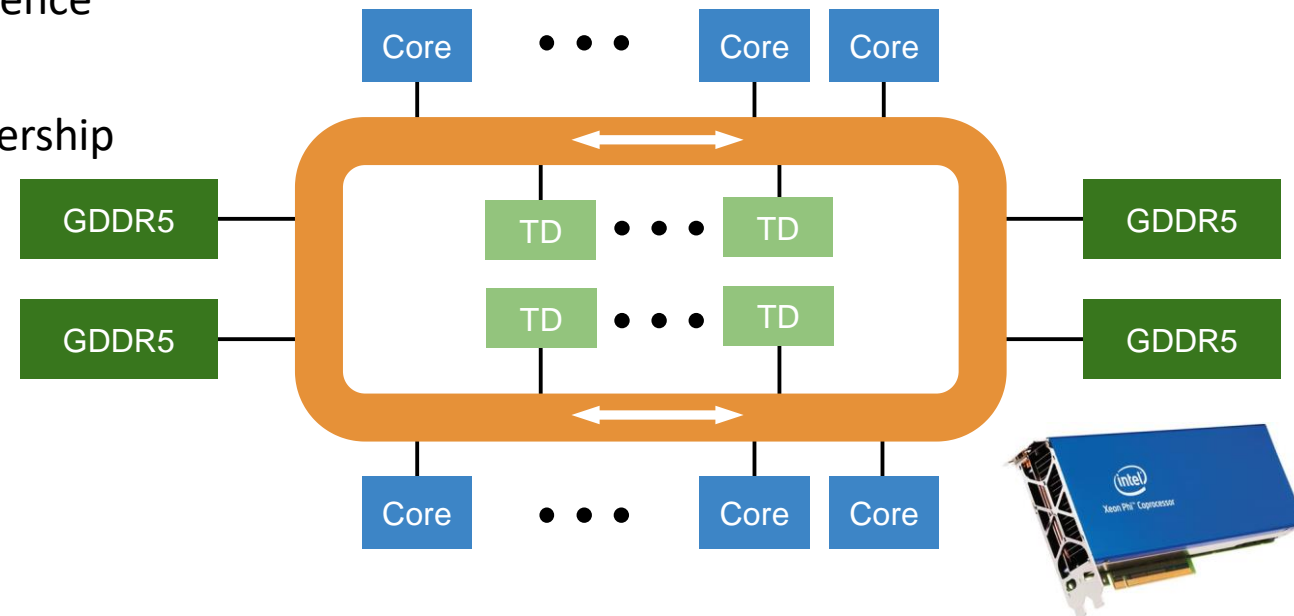 ence
ership
Core • • • Core Core
GDDR5 GDDR5
TD • • • TD
TD • • • TD
GDDR5 GDDR5
Core • • • Core Core
intel
Xeon Phi™ Coprocessor